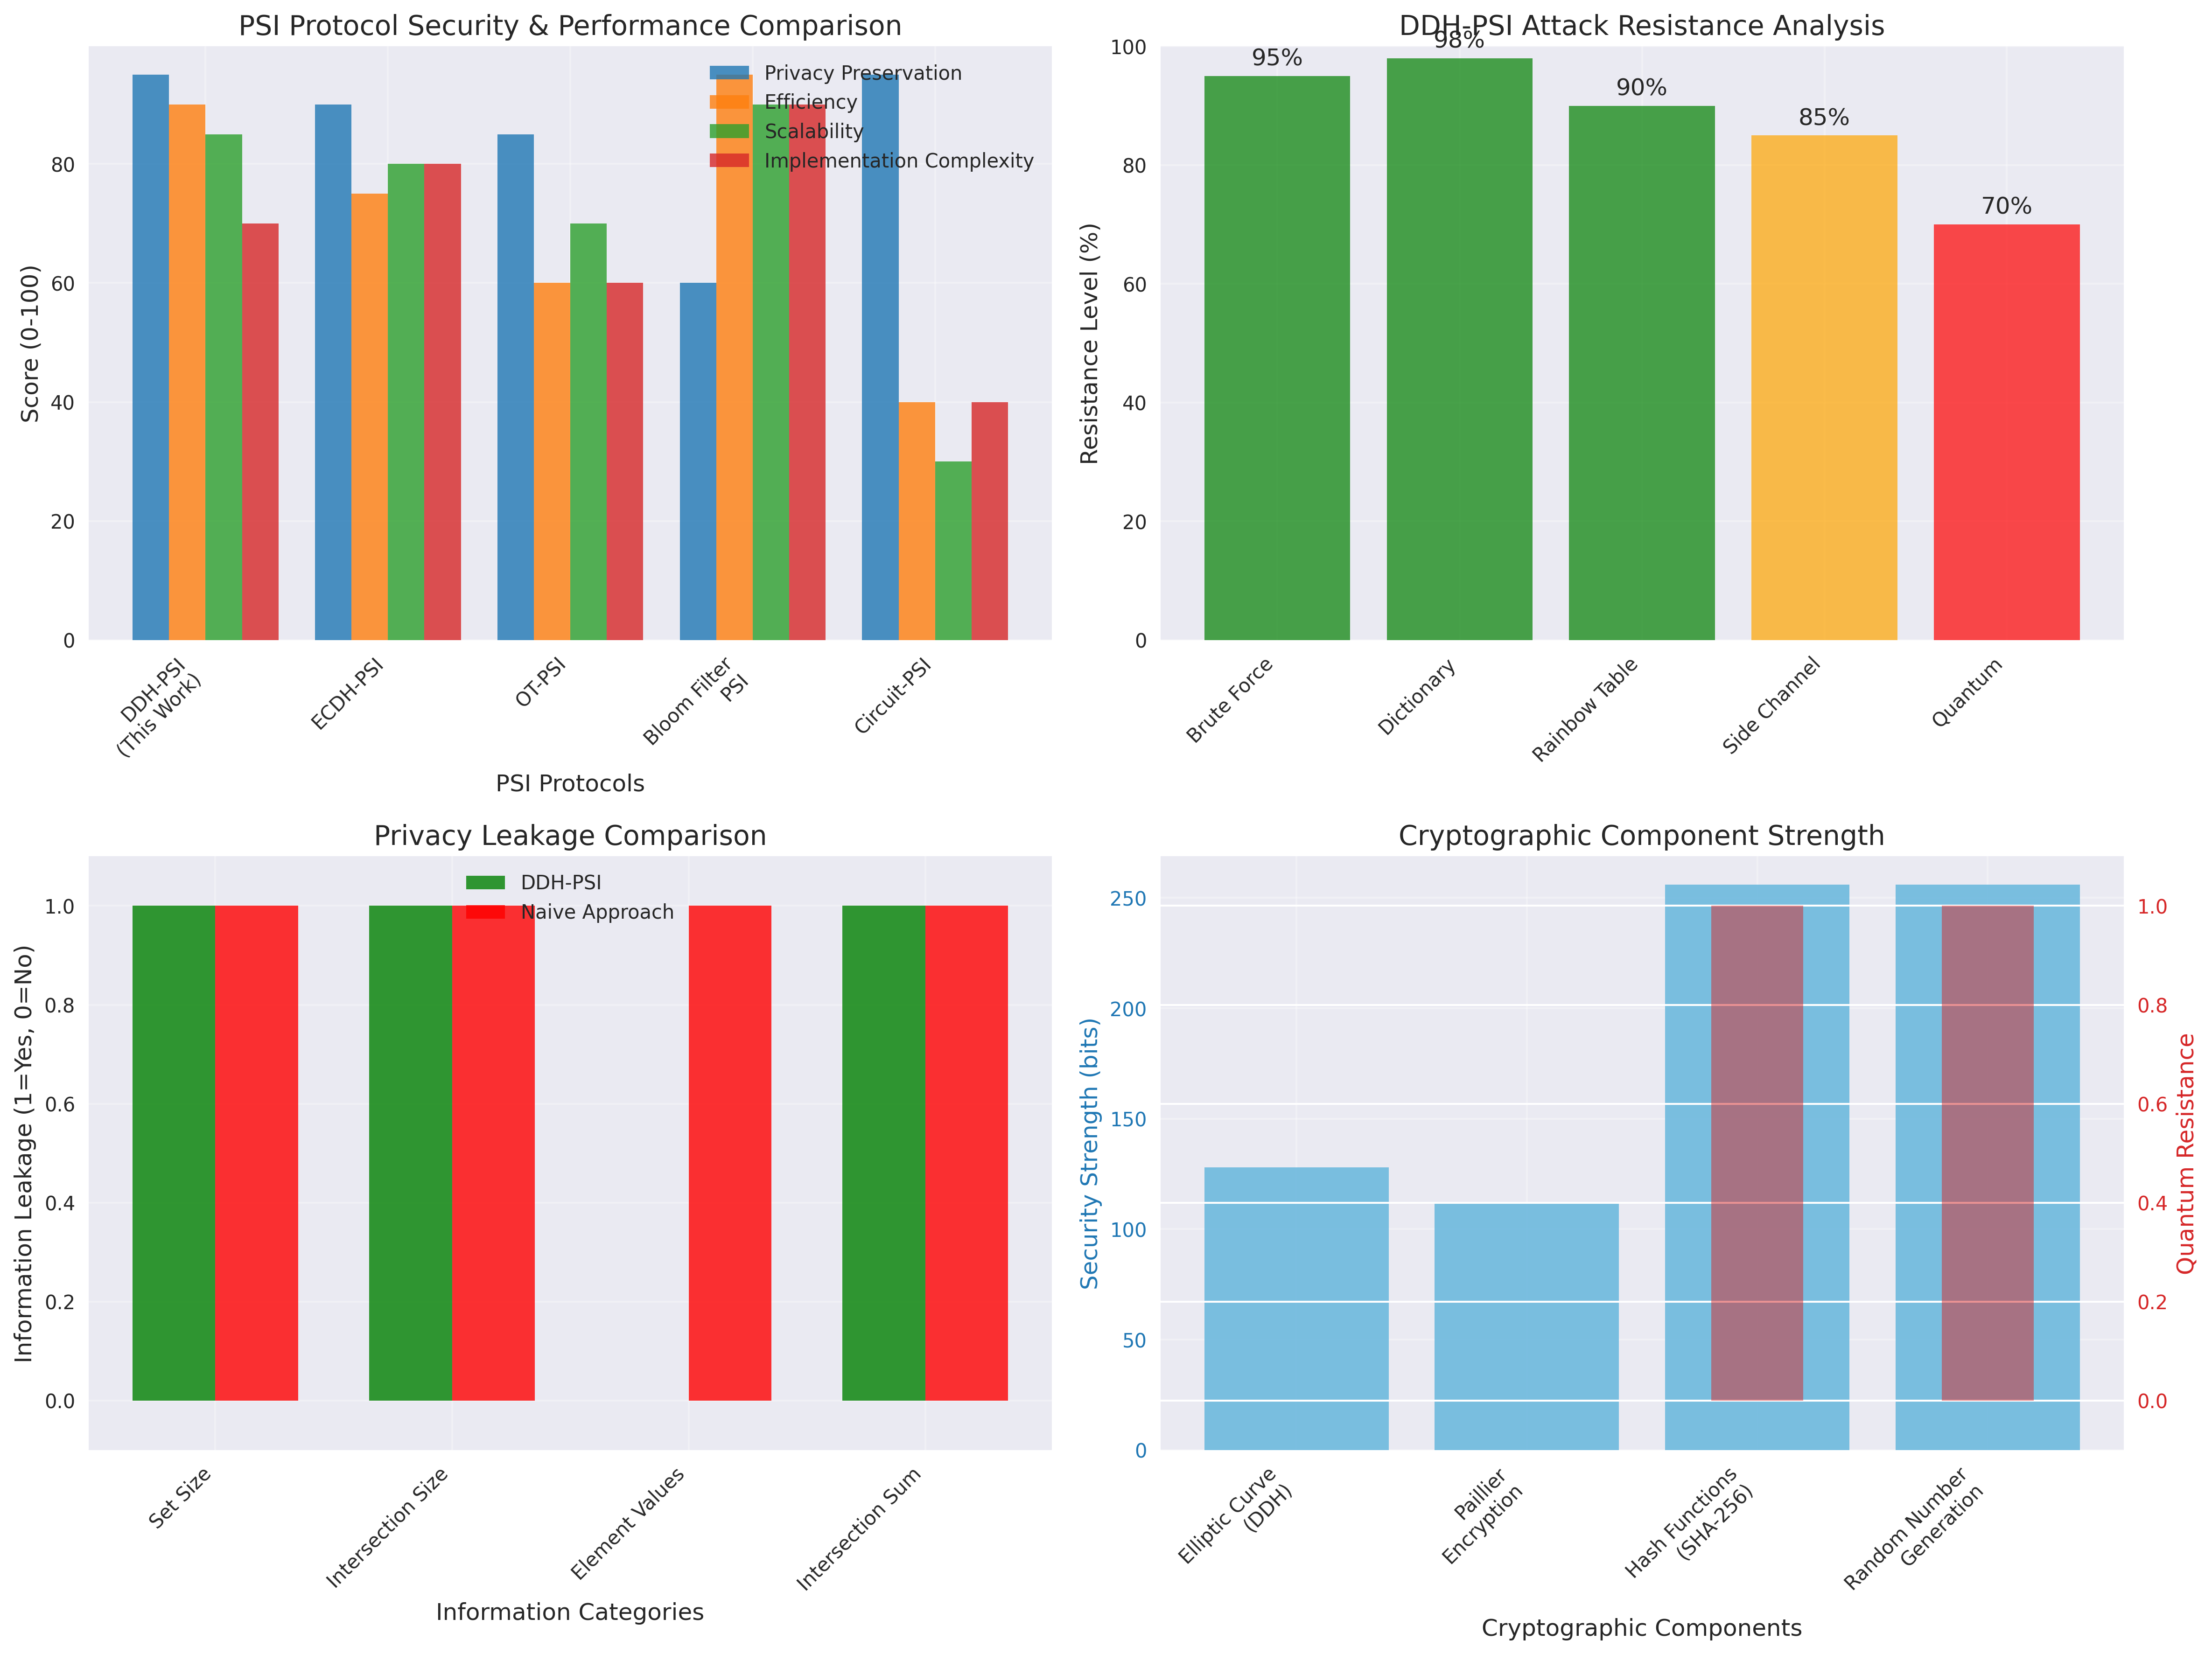 PSI Protocol Security & Performance Comparison
Privacy Preservation
Efficiency
Scalability
Implementation Complexity
Score (0-100)
80
60
40
20
0
DDH-PSI
(This Work)
ECDH-PSI
OT-PSI
Bloom Filter
PSI
Circuit-PSI
PSI Protocols
DDH-PSI Attack Resistance Analysis
95%
98%
90%
85%
70%
Resistance Level (%)
100
80
60
40
20
0
Brute Force
Dictionary
Rainbow Table
Side Channel
Quantum
Privacy Leakage Comparison
DDH-PSI
Naive Approach
Information Leakage (1=Yes, 0=No)
1.0
0.8
0.6
0.4
0.2
0.0
Set Size
Intersection Size
Element Values
Intersection Sum
Information Categories
Cryptographic Component Strength
Security Strength (bits)
250
200
150
100
50
0
Quantum Resistance
1.0
0.8
0.6
0.4
0.2
0.0
Elliptic Curve
(DDH)
Paillier
Encryption
Hash Functions
(SHA-256)
Random Number
Generation
Cryptographic Components